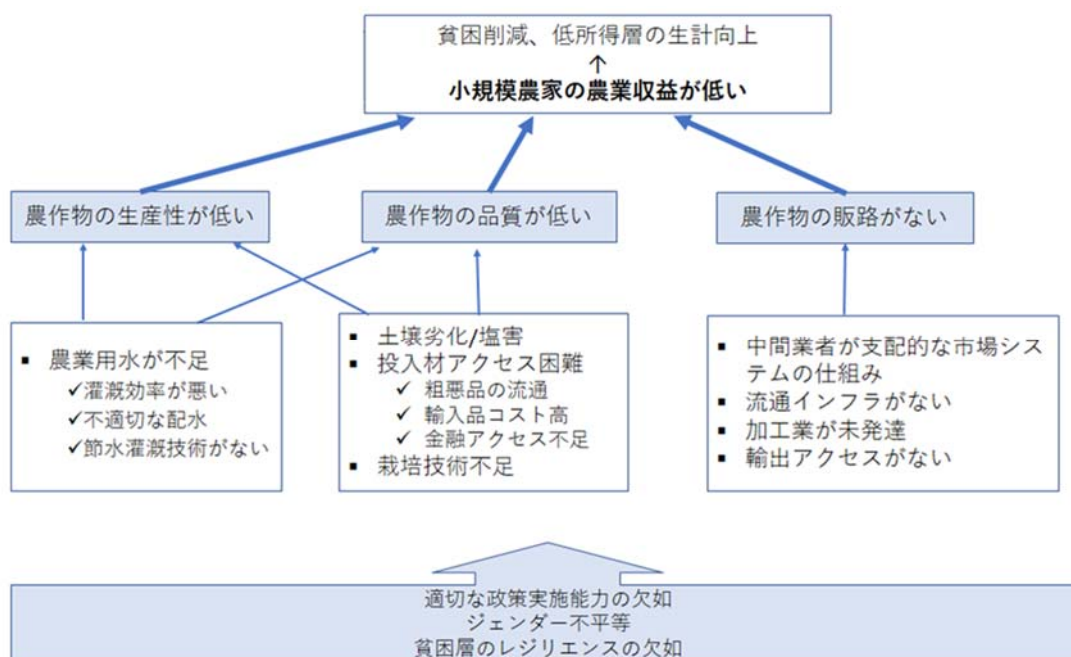 貧困削減、低所得層の生計向上
↑
小規模農家の農業収益が低い
農作物の生産性が低い
農作物の品質が低い
農作物の販路がない
▪ 農業用水が不足
✓灌漑効率が悪い
✓不適切な配水
✓節水灌漑技術がない
▪ 土壌劣化/塩害
▪ 投入材アクセス困難
✓ 粗悪品の流通
✓ 輸入品コスト高
✓ 金融アクセス不足
▪ 栽培技術不足
▪ 中間業者が支配的な市場シス
テムの仕組み
▪ 流通インフラがない
▪ 加工業が未発達
▪ 輸出アクセスがない
適切な政策実施能力の欠如
ジェンダー不平等
貧困層のレジリエンスの欠如